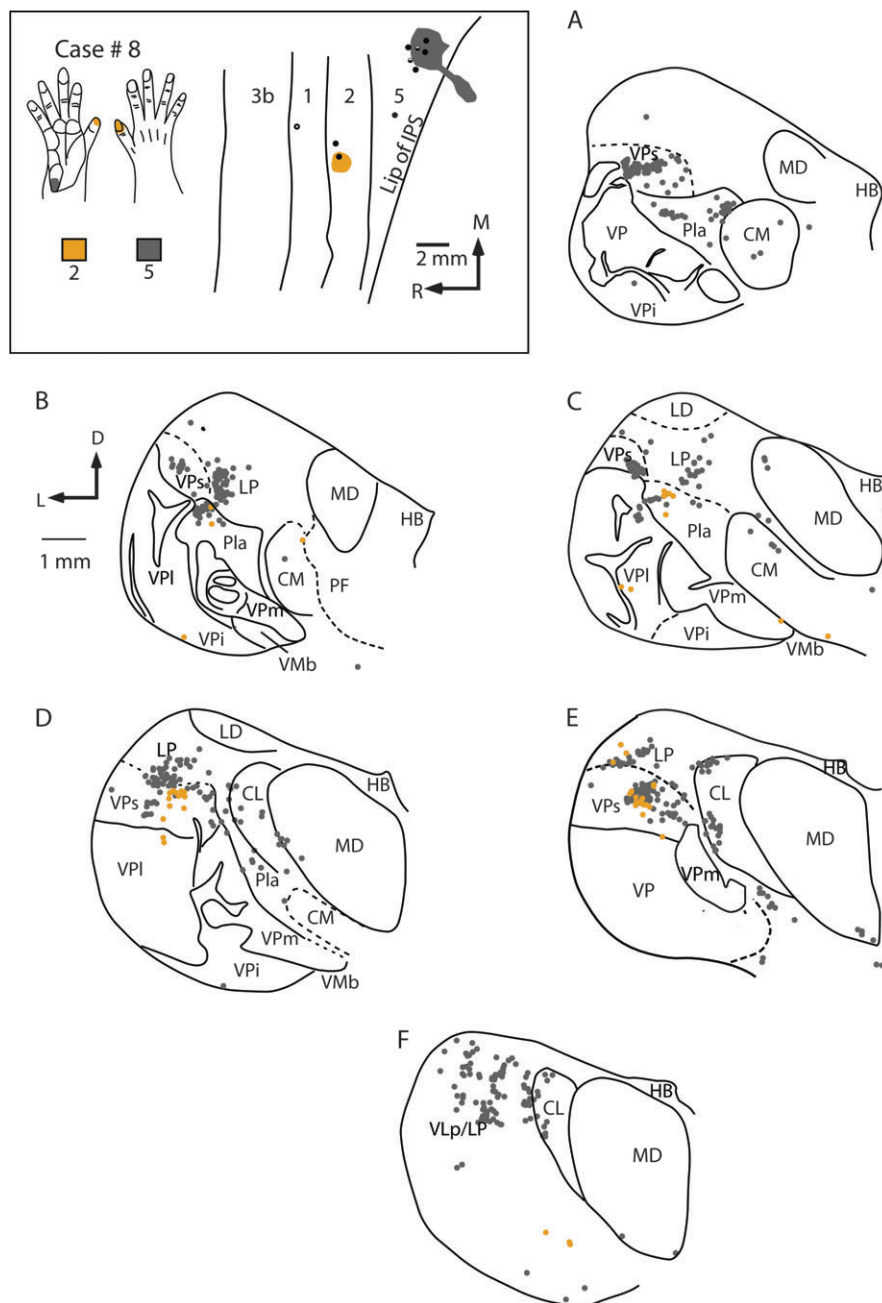 Case # 8
3b 1 2 5
Lip of IPS
2 5
2 mm
M
R
A
VPs
MD
HB
Pla
VP
CM
VPi
B
D
L
1 mm
VPs
LP
MD
HB
Pla
VPl
CM
PF
VPm
VPi
VMb
C
LD
VPs
LP
HB
MD
Pla
VPl
CM
VPm
VPi
VMb
D
LD
LP
HB
CL
VPs
MD
VPl
Pla
CM
VPm
VPi
VMb
E
LP
HB
CL
VPs
MD
VP
VPm
F
HB
CL
VLp/LP
MD